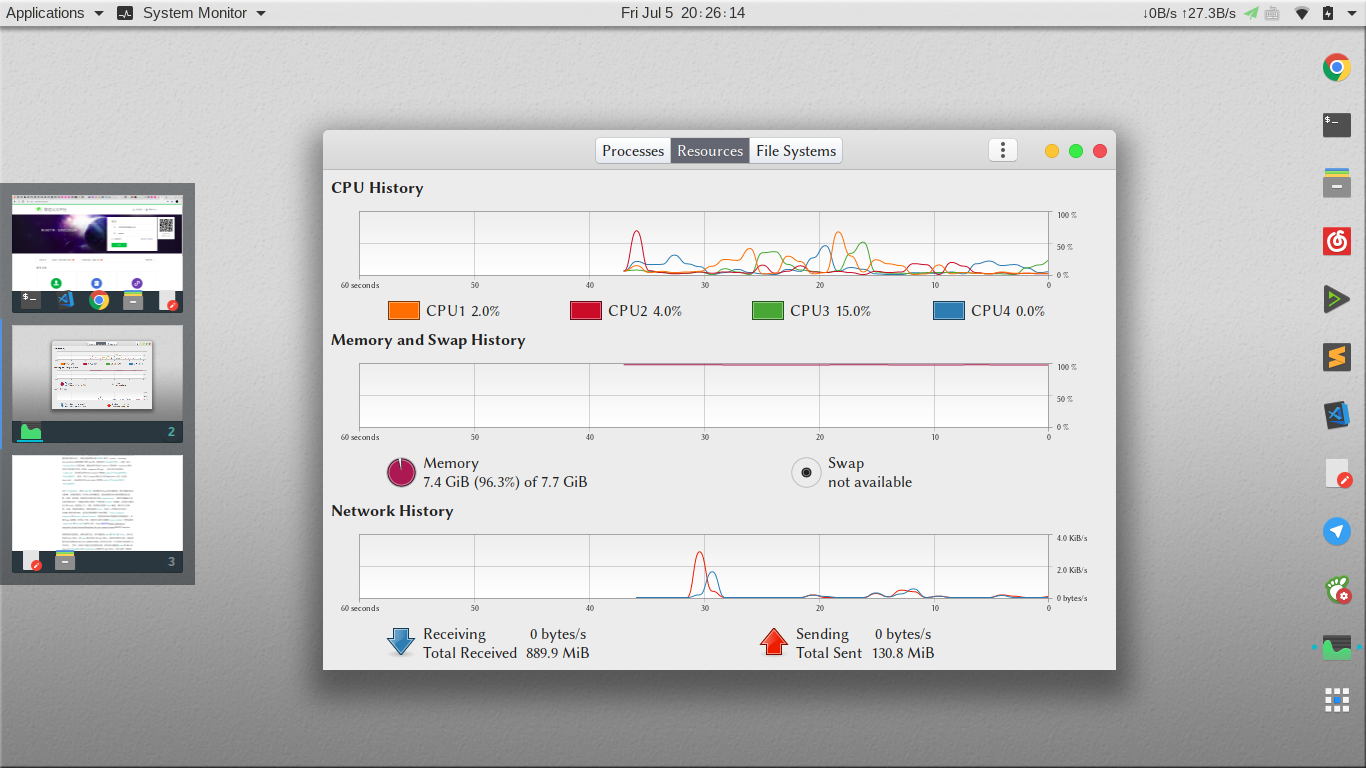 Applications System Monitor Fri Jul 5 20:26:14 ↓0B/s ↑27.3B/s
Processes Resources File Systems
CPU History
100 %
50 %
0 %
60 seconds 50 40 30 20 10 0
CPU1 2.0% CPU2 4.0% CPU3 15.0% CPU4 0.0%
Memory and Swap History
100 %
50 %
0 %
60 seconds 50 40 30 20 10 0
Memory Swap
7.4 GiB (96.3%) of 7.7 GiB not available
Network History
4.0 KiB/s
2.0 KiB/s
0 bytes/s
60 seconds 50 40 30 20 10 0
Receiving 0 bytes/s Sending 0 bytes/s
Total Received 889.9 MiB Total Sent 130.8 MiB
$_
$_
2
3